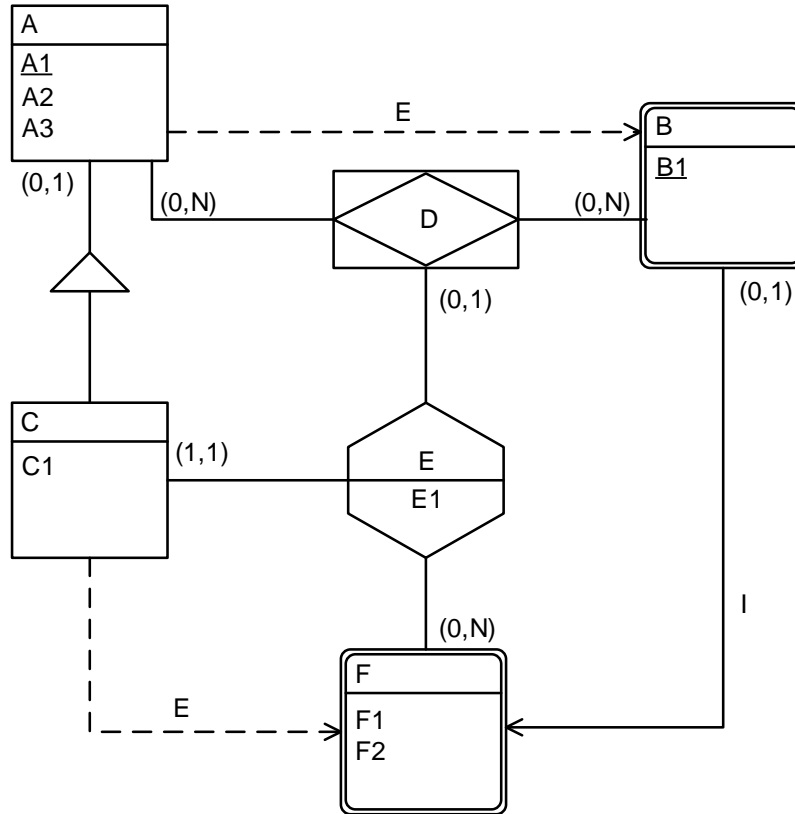 A
A1
A2
A3
(0,1)
(0,N)
E
D
(0,N)
B
B1
(0,1)
(0,1)
C
C1
(1,1)
E
E1
I
(0,N)
E
F
F1
F2